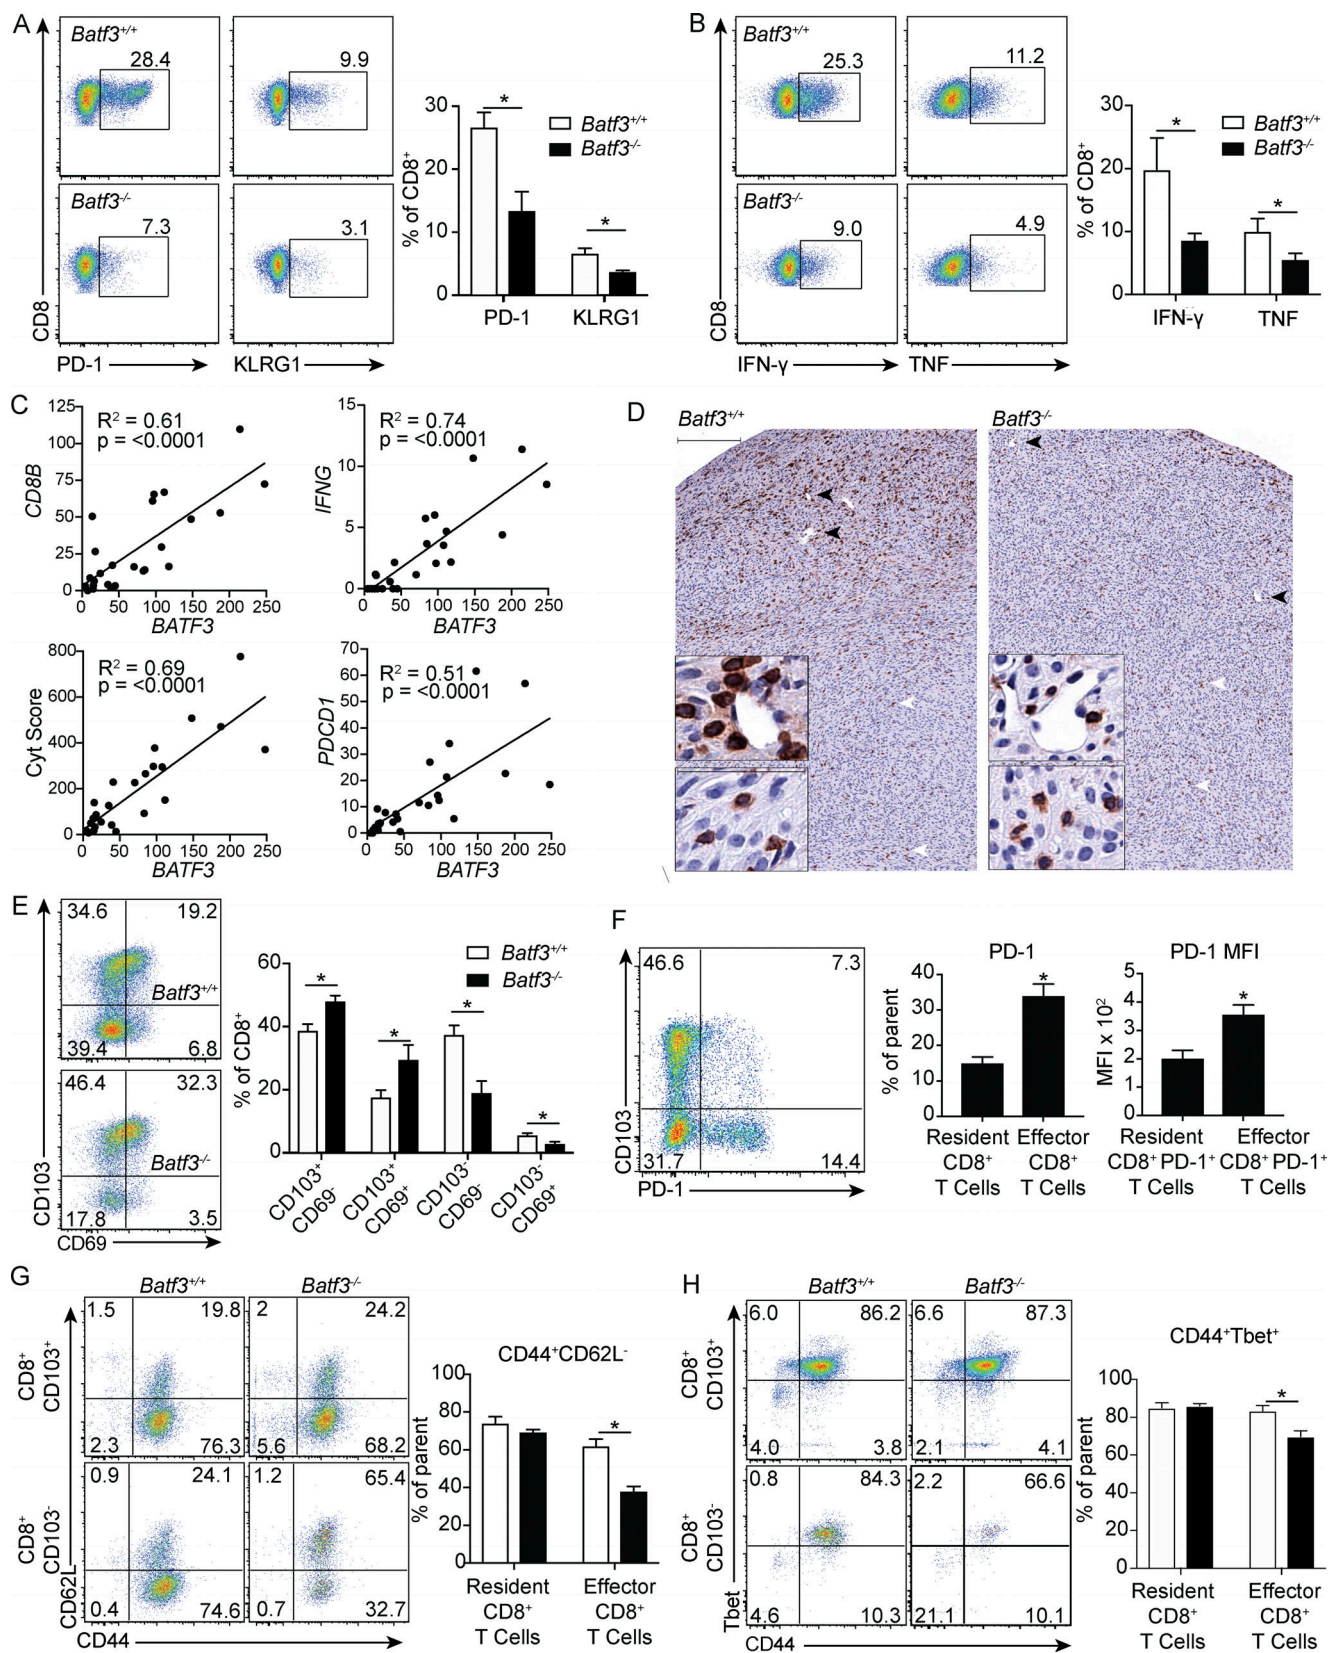 A
Batf3+/+
28.4
9.9
Batf3-/-
7.3
3.1
CD8
PD-1
KLRG1
% of CD8+
30
20
10
0
*
*
Batf3+/+
Batf3-/-
PD-1
KLRG1
B
Batf3+/+
25.3
11.2
Batf3-/-
9.0
4.9
CD8
IFN-γ
TNF
% of CD8+
30
20
10
0
*
*
Batf3+/+
Batf3-/-
IFN-γ
TNF
C
R² = 0.61
p = <0.0001
CD8B
125
100
75
50
25
0
0 50 100 150 200 250
BATF3
R² = 0.74
p = <0.0001
IFNG
15
10
5
0
0 50 100 150 200 250
BATF3
R² = 0.69
p = <0.0001
Cyt Score
800
600
400
200
0
0 50 100 150 200 250
BATF3
R² = 0.51
p = <0.0001
PDCD1
70
60
50
40
30
20
10
0
0 50 100 150 200 250
BATF3
D
Batf3+/+
Batf3-/-
E
34.6 19.2
Batf3+/+
39.4 6.8
46.4 32.3
Batf3-/-
17.8 3.5
CD103
CD69
% of CD8+
60
40
20
0
*
*
*
*
Batf3+/+
Batf3-/-
CD103+
CD69-
CD103+
CD69+
CD103-
CD69-
CD103-
CD69+
F
46.6 7.3
31.7 14.4
CD103
PD-1
PD-1
% of parent
40
30
20
10
0
*
Resident
CD8+
T Cells
Effector
CD8+
T Cells
PD-1 MFI
MFI x 10²
5
4
3
2
1
0
*
Resident
CD8+ PD-1+
T Cells
Effector
CD8+ PD-1+
T Cells
G
Batf3+/+
Batf3-/-
CD8+
CD103+
1.5 19.8
2.3 76.3
2 24.2
5.6 68.2
CD8+
CD103-
0.9 24.1
0.4 74.6
1.2 65.4
0.7 32.7
CD62L
CD44
CD44+CD62L-
% of parent
100
80
60
40
20
0
*
Resident
CD8+
T Cells
Effector
CD8+
T Cells
H
Batf3+/+
Batf3-/-
CD8+
CD103+
6.0 86.2
4.0 3.8
6.6 87.3
2.1 4.1
CD8+
CD103-
0.8 84.3
4.6 10.3
2.2 66.6
21.1 10.1
Tbet
CD44
CD44+Tbet+
% of parent
100
80
60
40
20
0
*
Resident
CD8+
T Cells
Effector
CD8+
T Cells